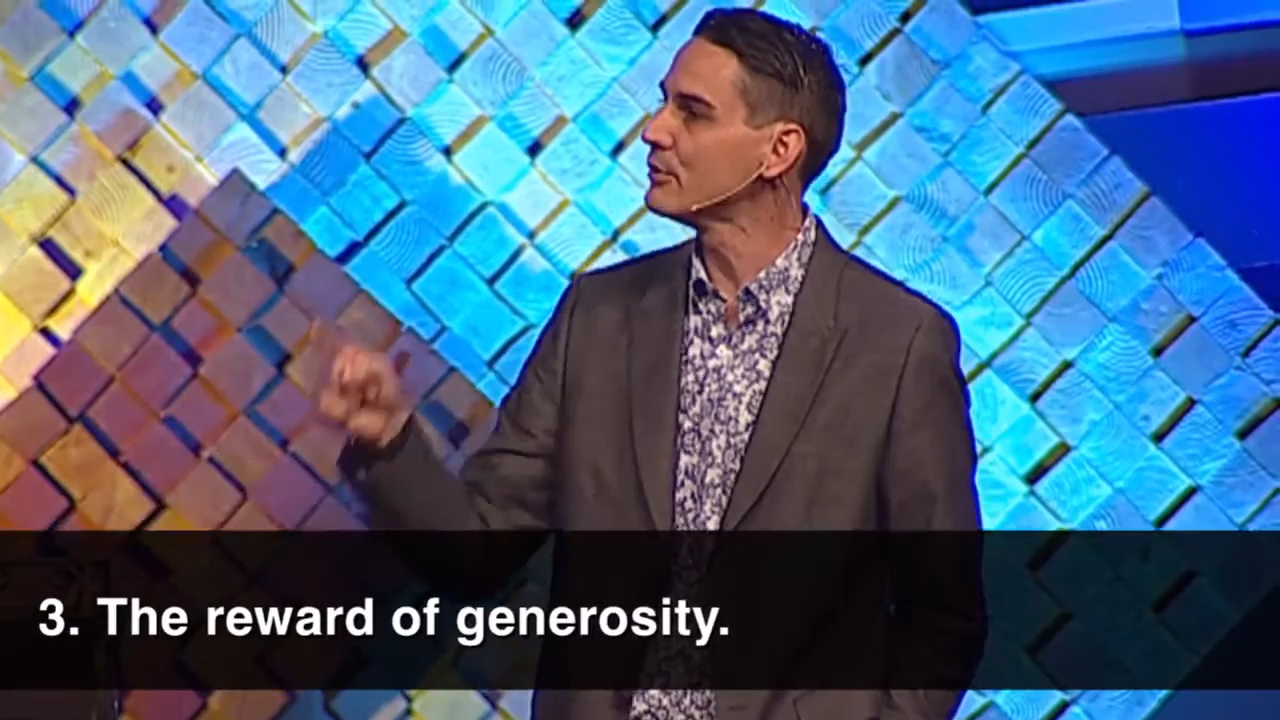 3. The reward of generosity.